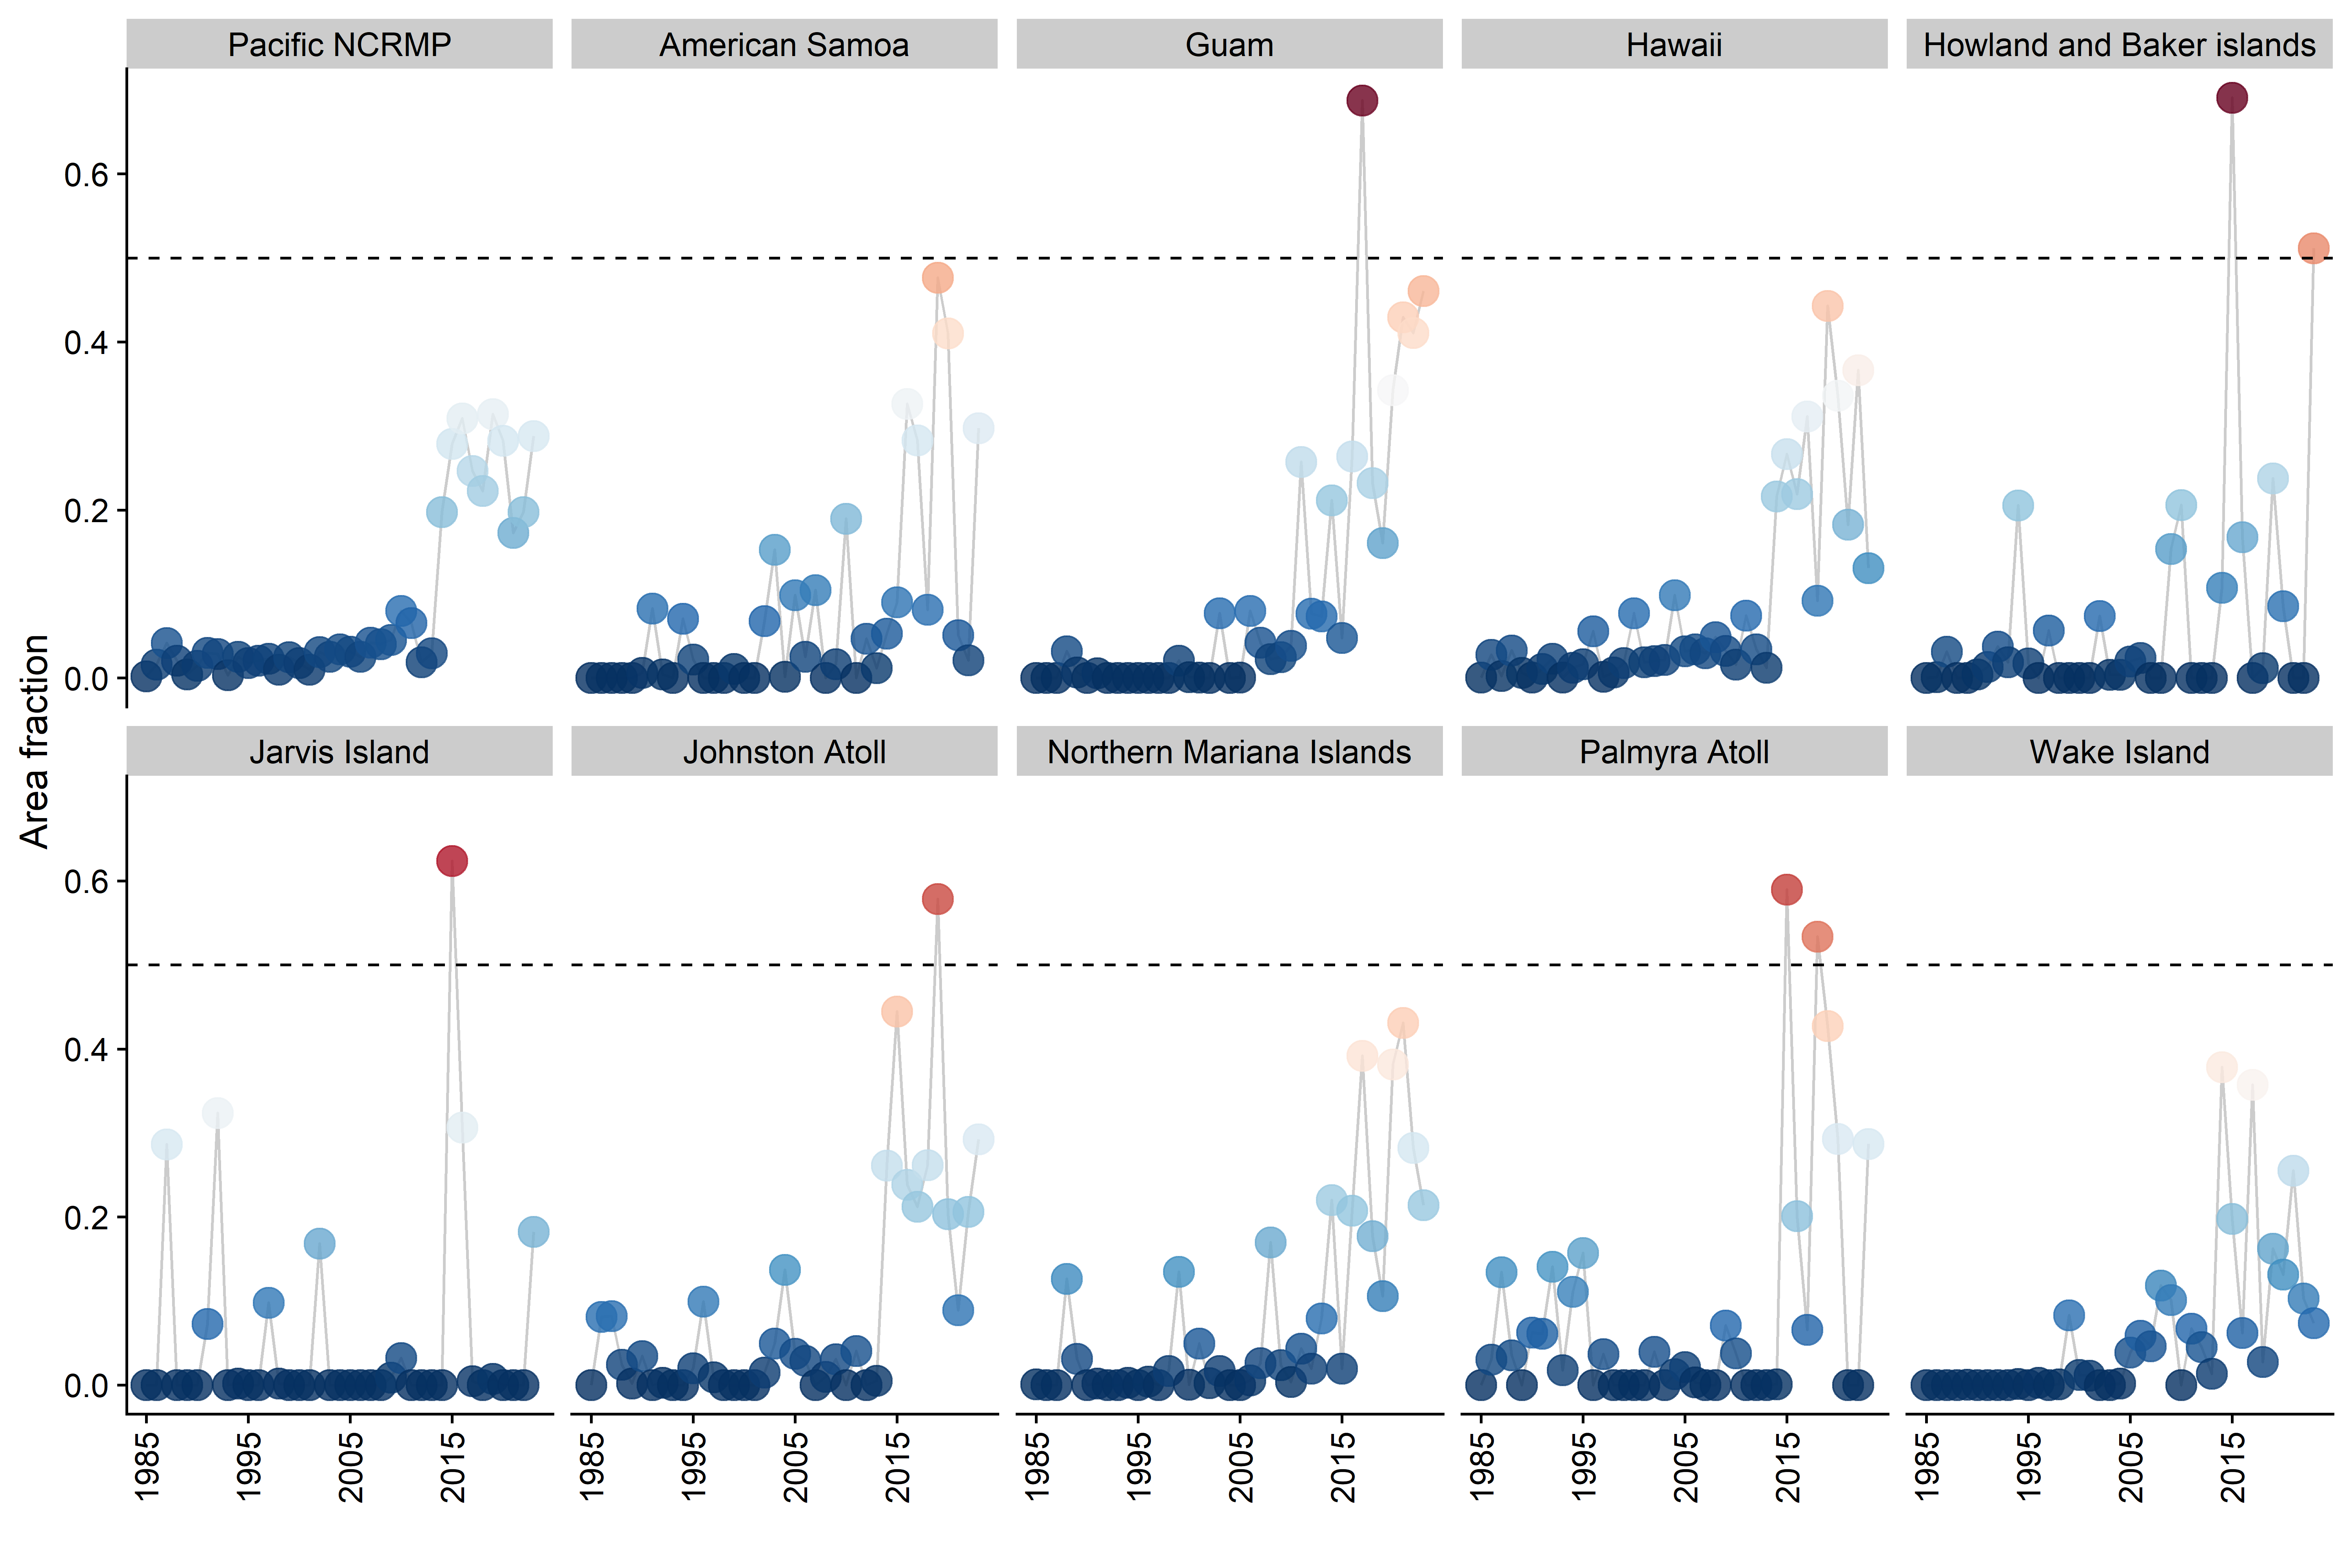 Pacific NCRMP
American Samoa
Guam
Hawaii
Howland and Baker islands
0.6
0.4
0.2
0.0
Area fraction
Jarvis Island
Johnston Atoll
Northern Mariana Islands
Palmyra Atoll
Wake Island
0.6
0.4
0.2
0.0
1985
1995
2005
2015
1985
1995
2005
2015
1985
1995
2005
2015
1985
1995
2005
2015
1985
1995
2005
2015